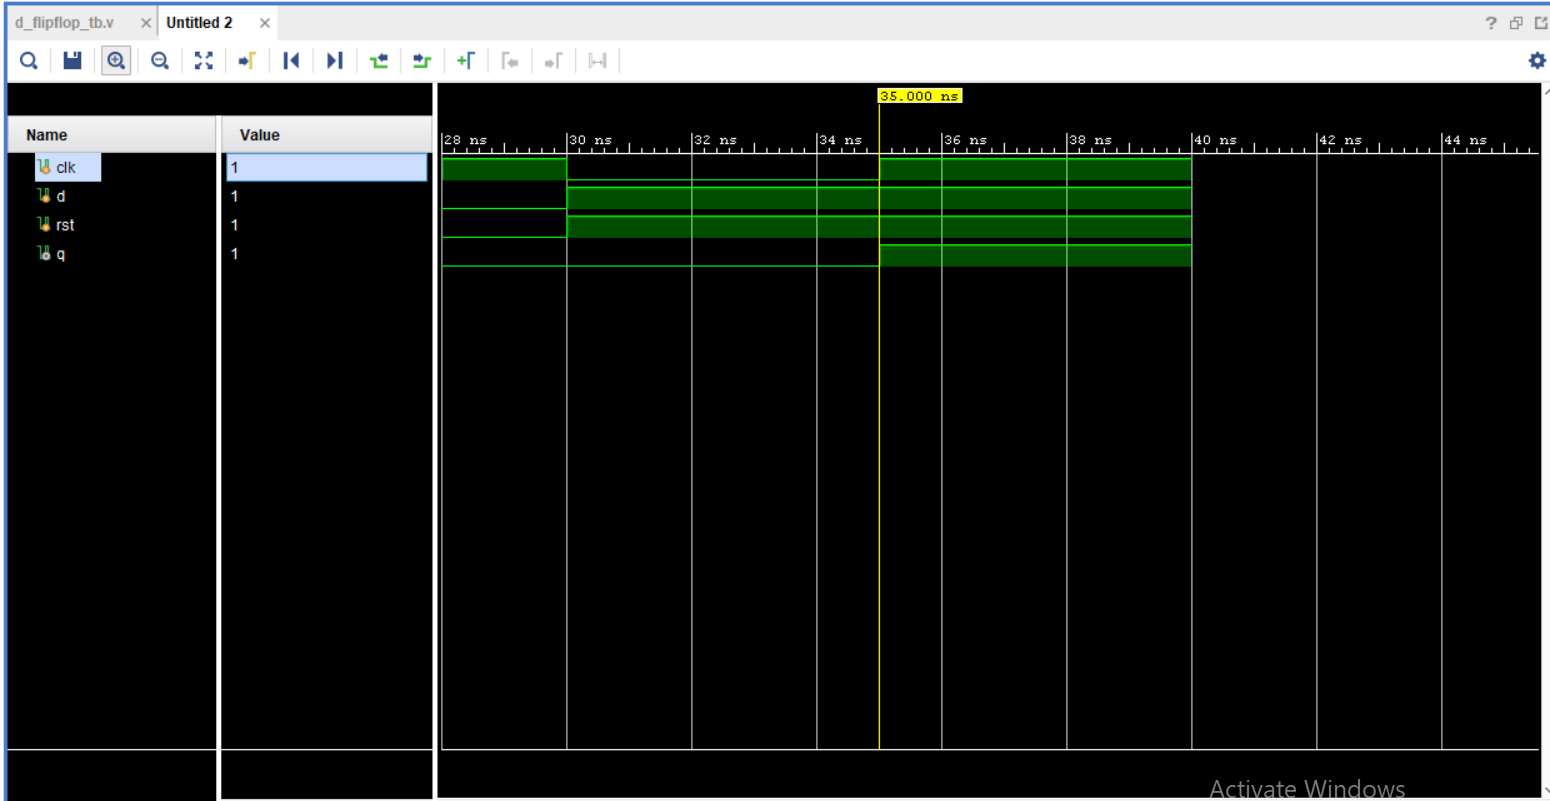 d_flipflop_tb.v × Untitled 2 ×
?
35.000 ns
Name Value
28 ns 30 ns 32 ns 34 ns 36 ns 38 ns 40 ns 42 ns 44 ns
clk 1
d 1
rst 1
q 1
Activate Windows